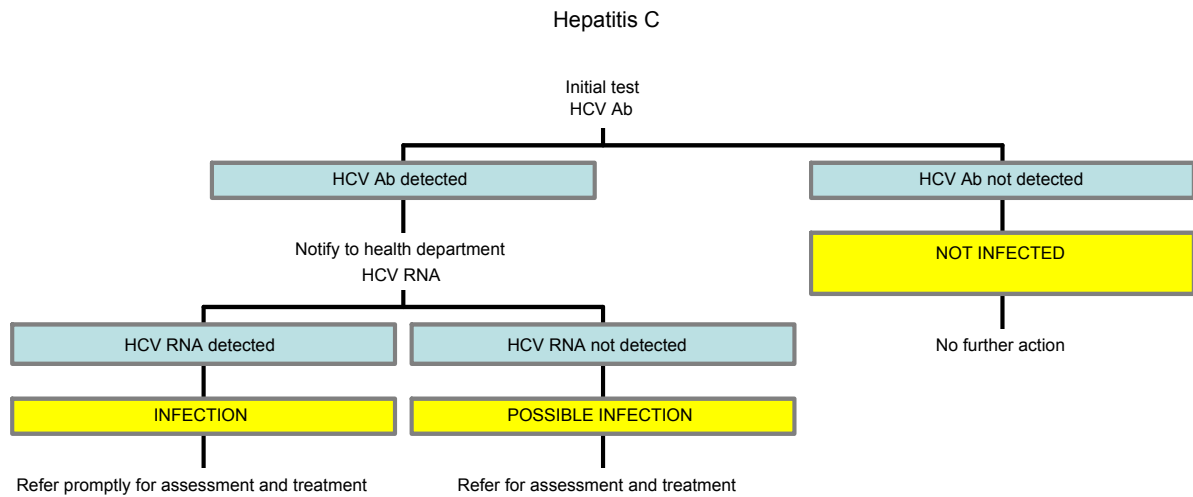 Hepatitis C
Initial test
HCV Ab
HCV Ab detected
HCV Ab not detected
Notify to health department
HCV RNA
NOT INFECTED
HCV RNA detected
HCV RNA not detected
No further action
INFECTION
POSSIBLE INFECTION
Refer promptly for assessment and treatment
Refer for assessment and treatment